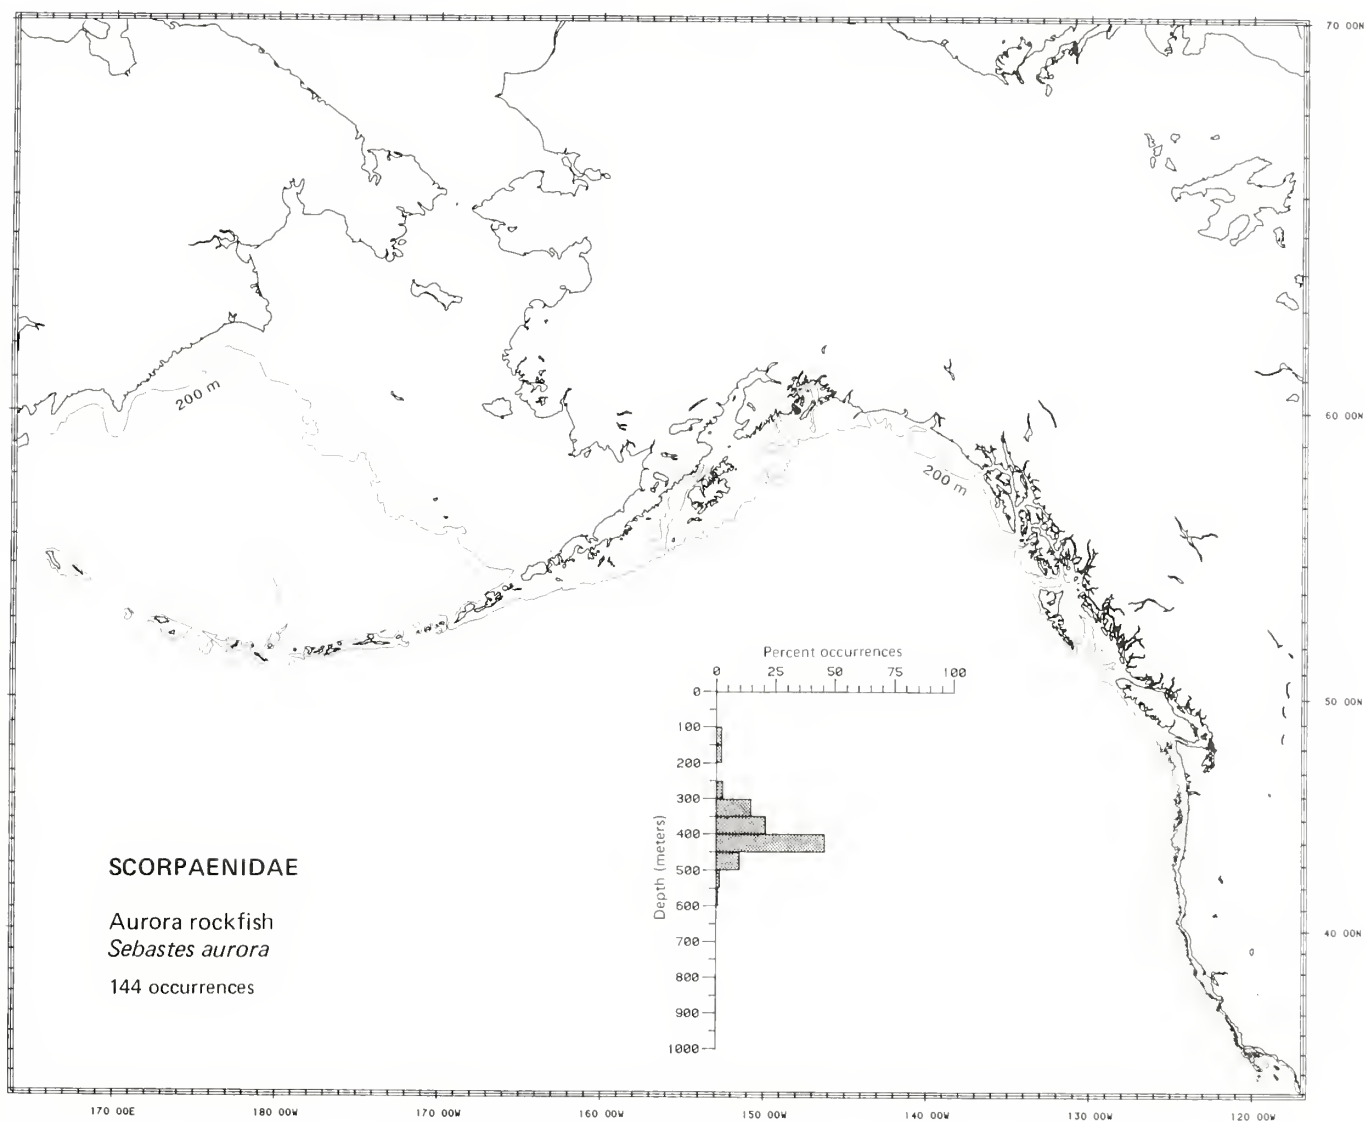 70 00N
200 m
60 00N
200 m
Percent occurrences
0 25 50 75 100
50 00N
0
100
200
300
400
500
600
700
800
900
1000
Depth (meters)
SCORPAENIDAE
Aurora rockfish
Sebastes aurora
144 occurrences
40 00N
170 00E 180 00W 170 00W 160 00W 150 00W 140 00W 130 00W 120 00W